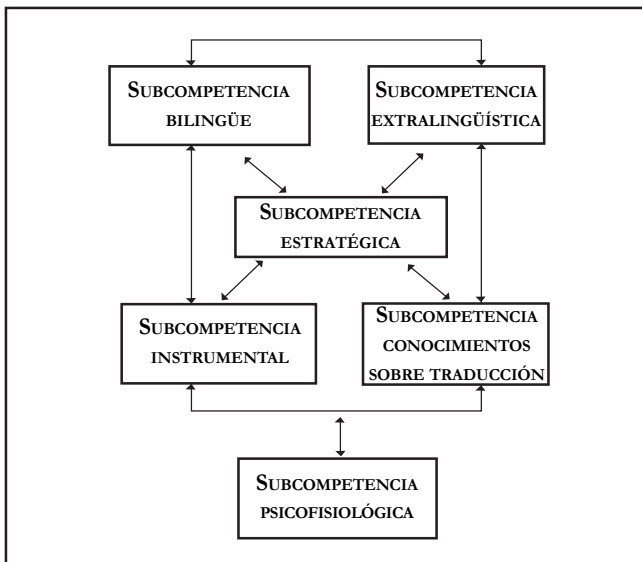 SUBCOMPETENCIA
BILINGÜE
SUBCOMPETENCIA
EXTRALINGÜÍSTICA
SUBCOMPETENCIA
ESTRATÉGICA
SUBCOMPETENCIA
INSTRUMENTAL
SUBCOMPETENCIA
CONOCIMIENTOS
SOBRE TRADUCCIÓN
SUBCOMPETENCIA
PSICOFISIOLÓGICA